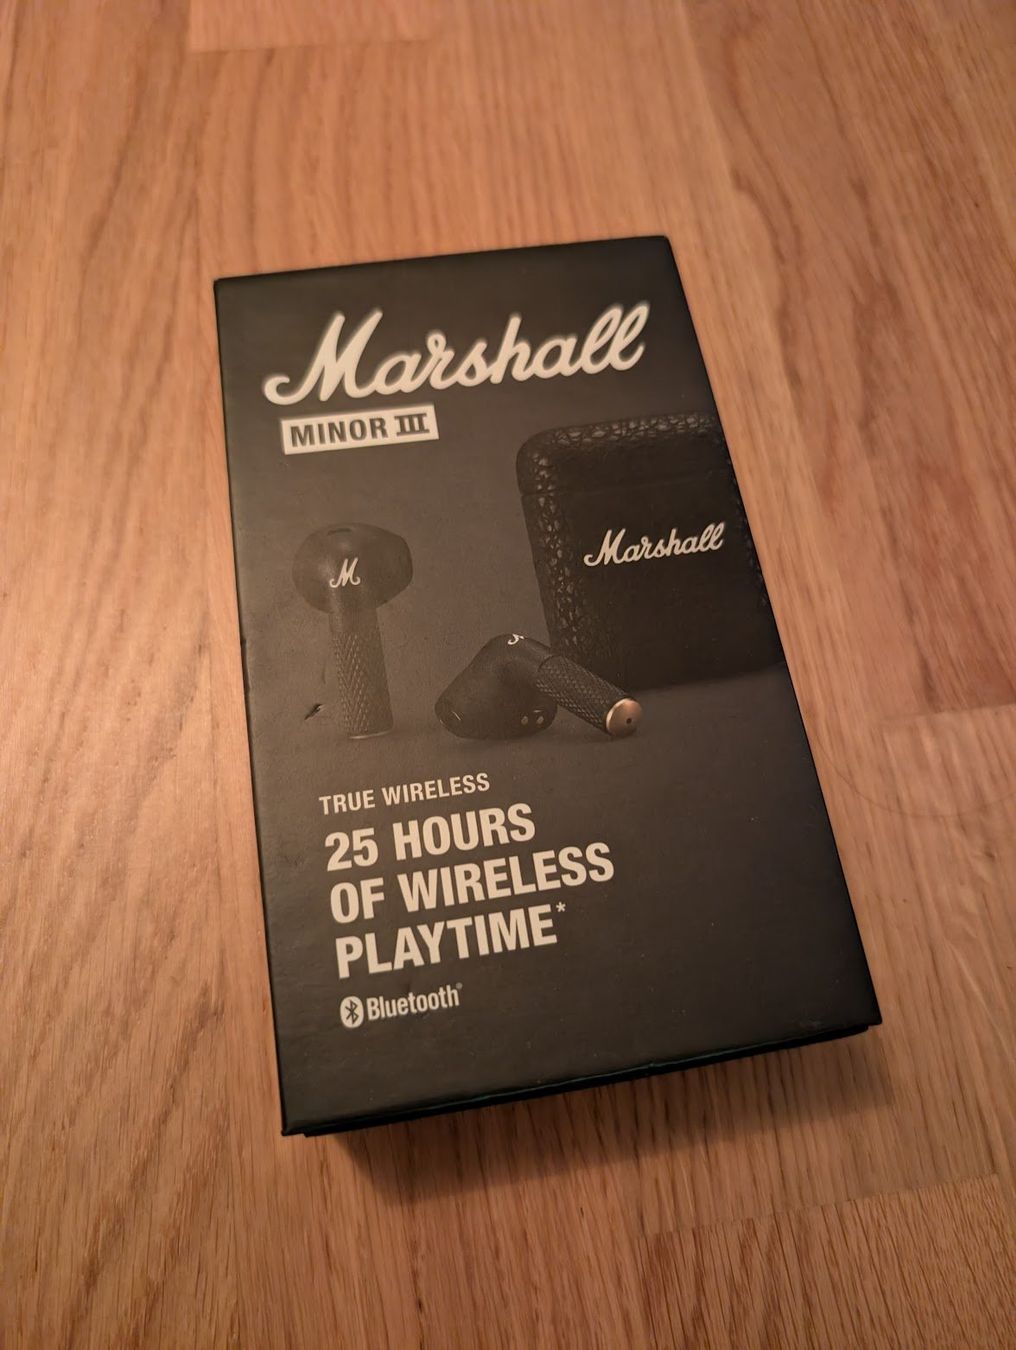 Marshall
MINOR III
Marshall
M
TRUE WIRELESS
25 HOURS
OF WIRELESS
PLAYTIME*
Bluetooth®